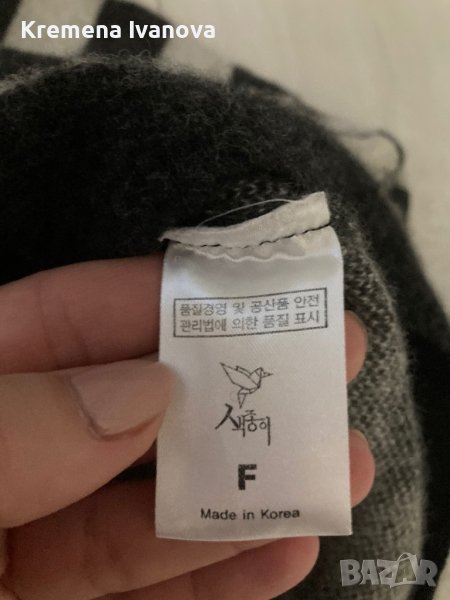 Kremena Ivanova
품질경영 및 공산품 안전
관리법에 의한 품질 표시
F
Made in Korea
BAZAR